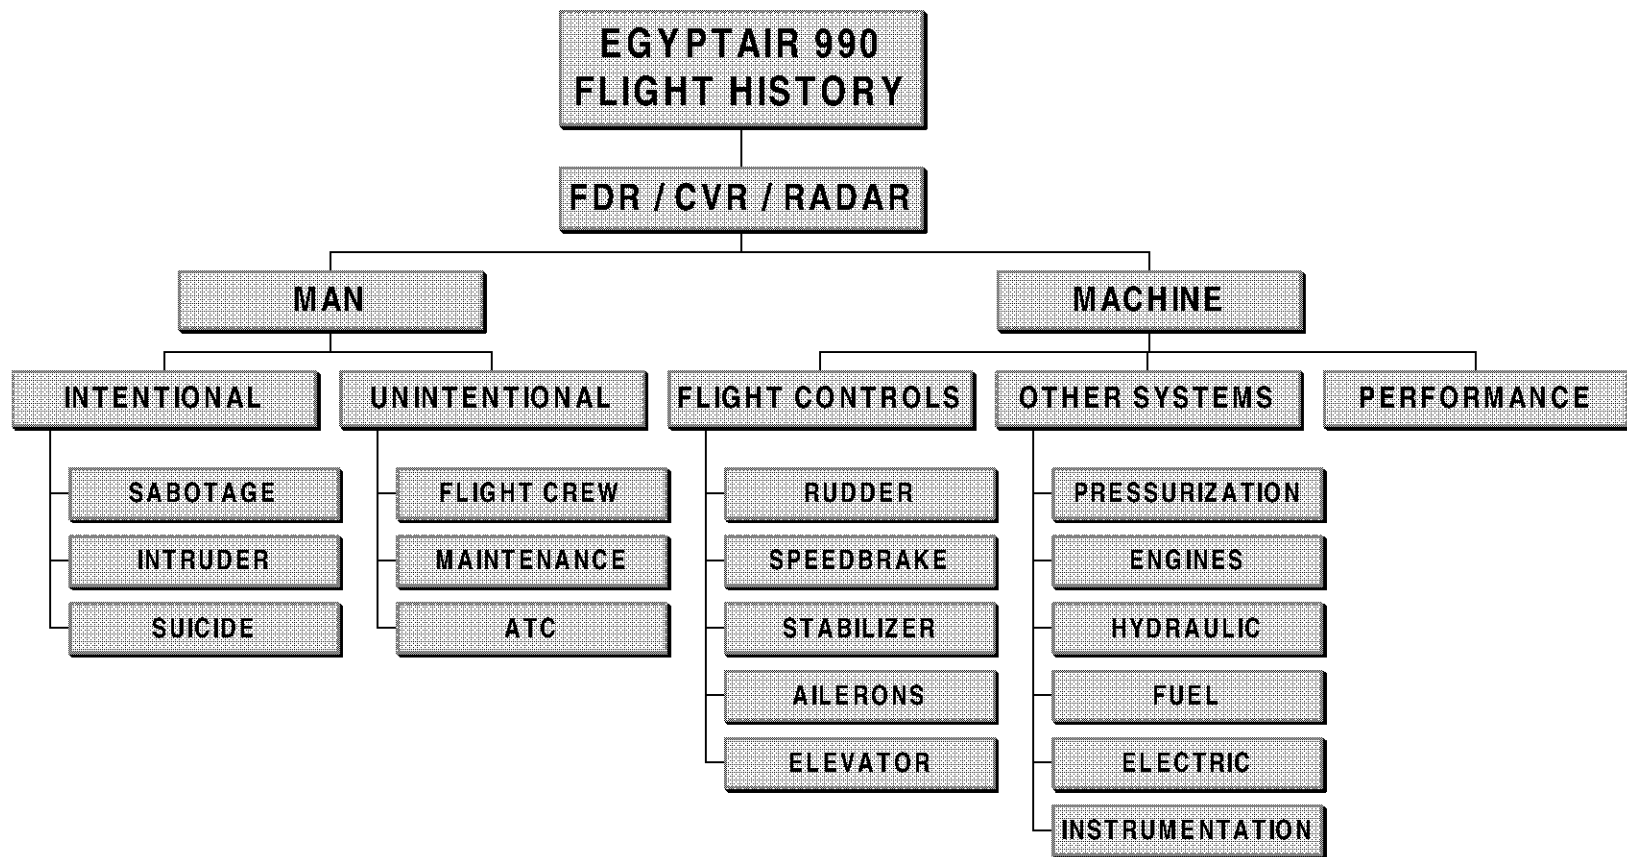 EGYPTAIR 990
FLIGHT HISTORY
FDR / CVR / RADAR
MAN
MACHINE
INTENTIONAL
UNINTENTIONAL
FLIGHT CONTROLS
OTHER SYSTEMS
PERFORMANCE
SABOTAGE
INTRUDER
SUICIDE
FLIGHT CREW
MAINTENANCE
ATC
RUDDER
SPEEDBRAKE
STABILIZER
AILERONS
ELEVATOR
PRESSURIZATION
ENGINES
HYDRAULIC
FUEL
ELECTRIC
INSTRUMENTATION